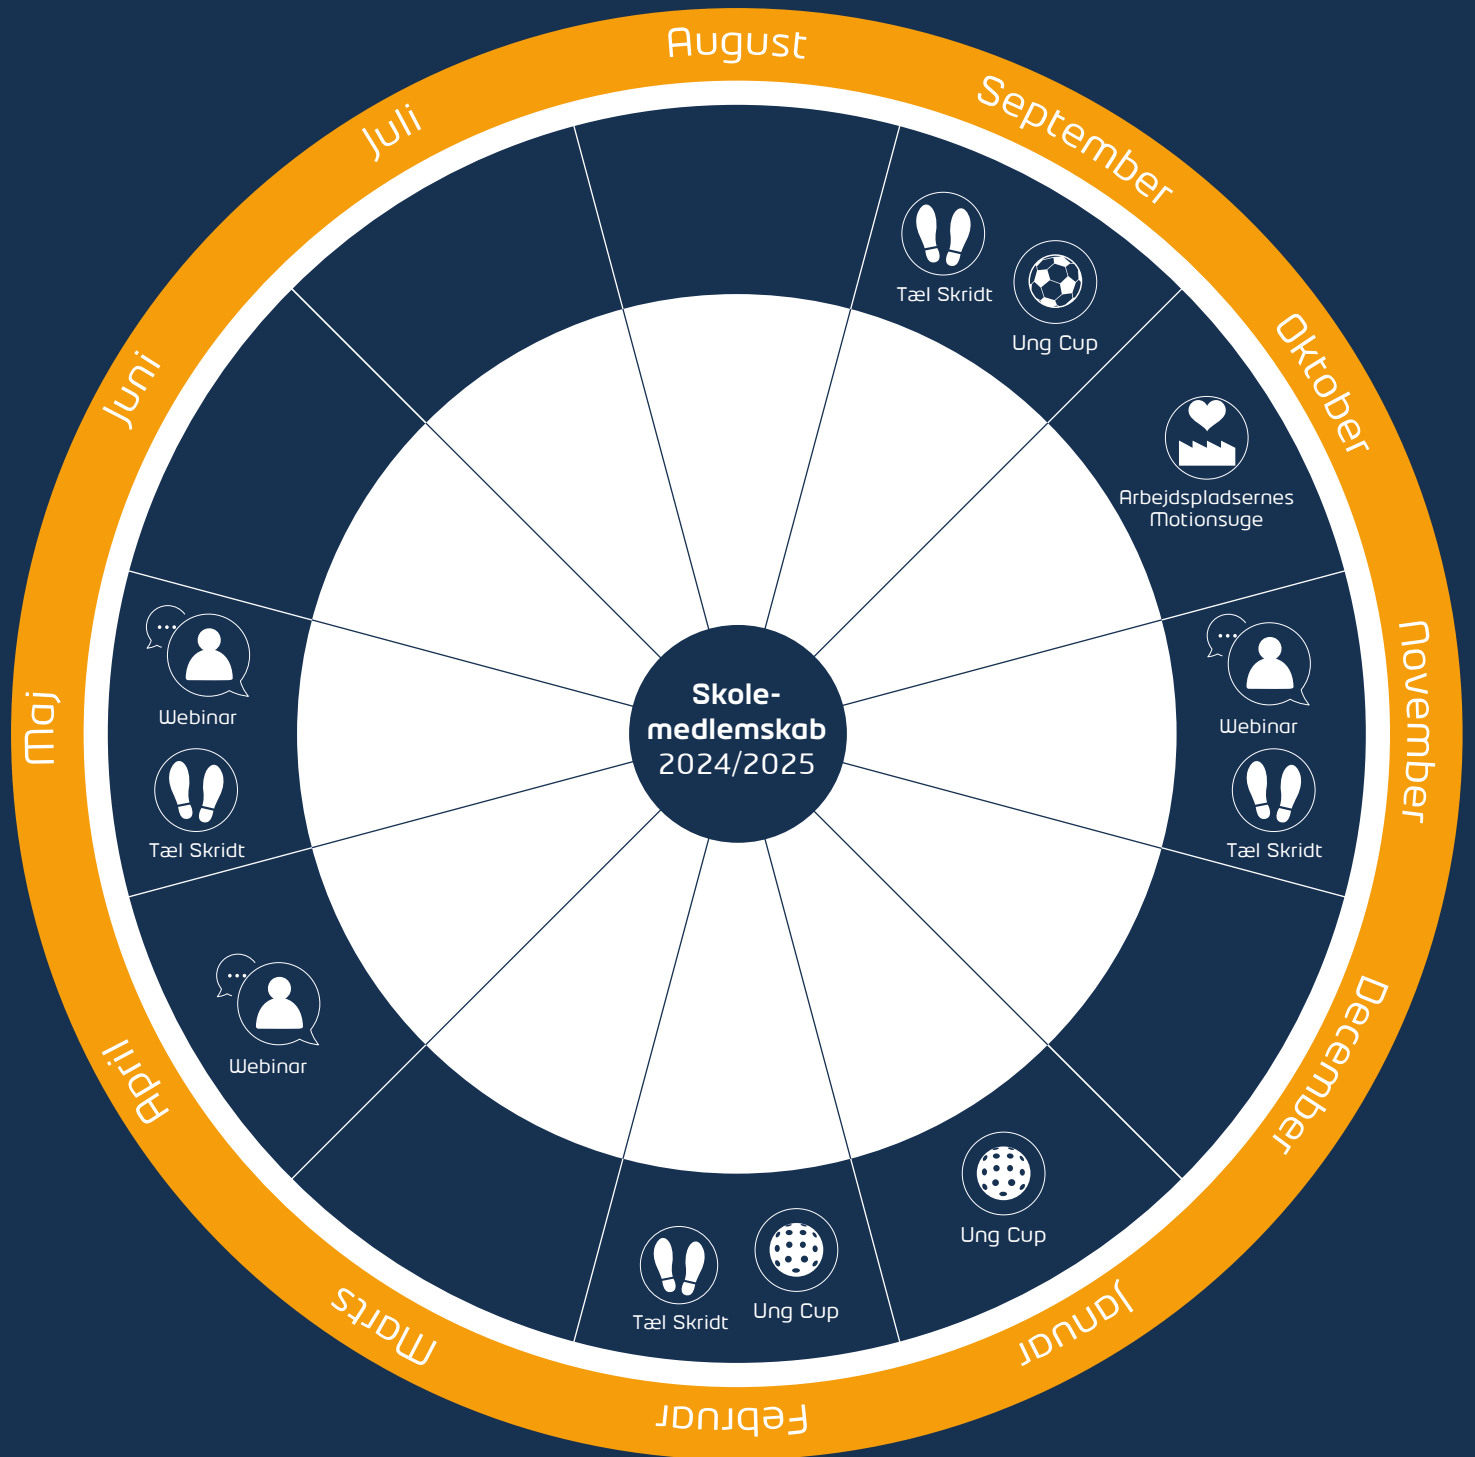 August
September
Oktober
November
December
Januar
Februar
Marts
April
Maj
Juni
Juli
Tæl Skridt
Ung Cup
Arbejdspladsernes
Motionsuge
Webinar
Tæl Skridt
Ung Cup
Tæl Skridt
Ung Cup
Webinar
Webinar
Tæl Skridt
Skole-
medlemskab
2024/2025